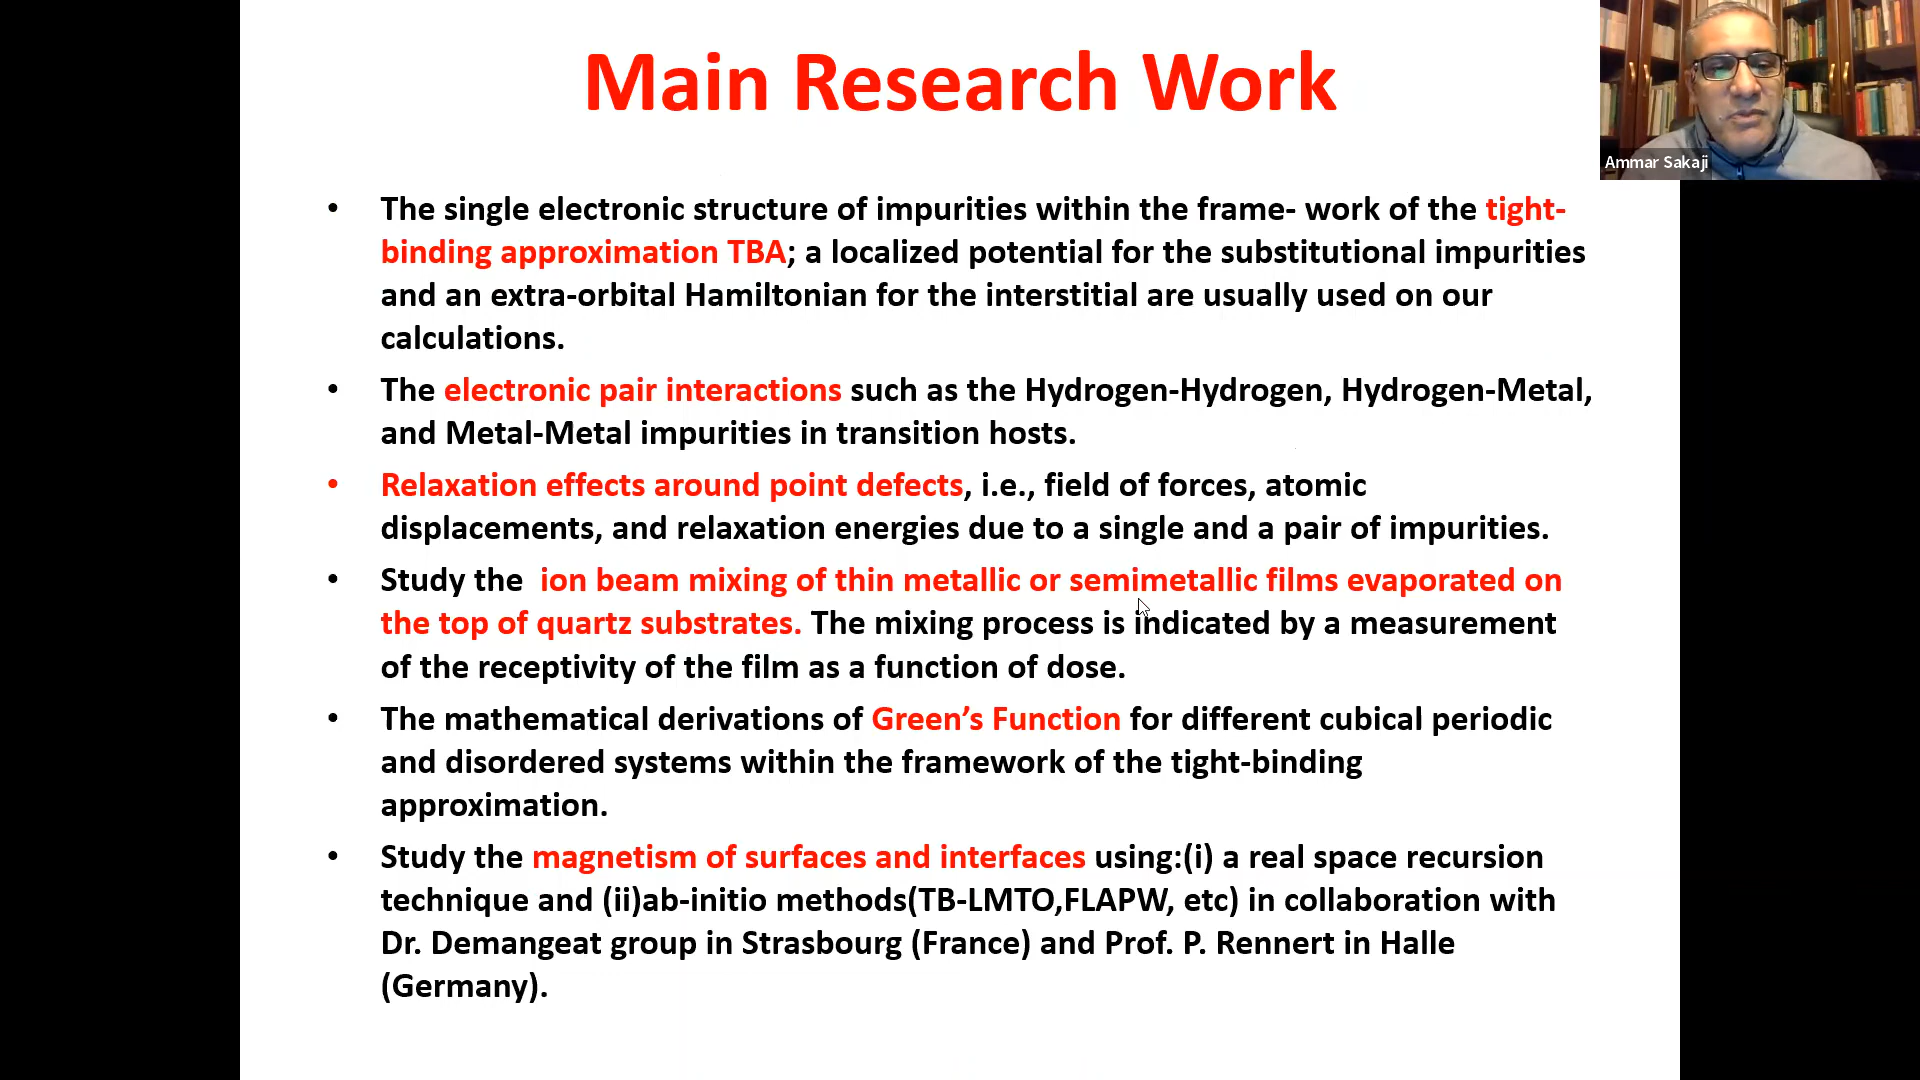 Main Research Work
Ammar Sakaji
• The single electronic structure of impurities within the frame- work of the tight-
binding approximation TBA; a localized potential for the substitutional impurities
and an extra-orbital Hamiltonian for the interstitial are usually used on our
calculations.
• The electronic pair interactions such as the Hydrogen-Hydrogen, Hydrogen-Metal,
and Metal-Metal impurities in transition hosts.
• Relaxation effects around point defects, i.e., field of forces, atomic
displacements, and relaxation energies due to a single and a pair of impurities.
• Study the  ion beam mixing of thin metallic or semimetallic films evaporated on
the top of quartz substrates. The mixing process is indicated by a measurement
of the receptivity of the film as a function of dose.
• The mathematical derivations of Green’s Function for different cubical periodic
and disordered systems within the framework of the tight-binding
approximation.
• Study the magnetism of surfaces and interfaces using:(i) a real space recursion
technique and (ii)ab-initio methods(TB-LMTO,FLAPW, etc) in collaboration with
Dr. Demangeat group in Strasbourg (France) and Prof. P. Rennert in Halle
(Germany).